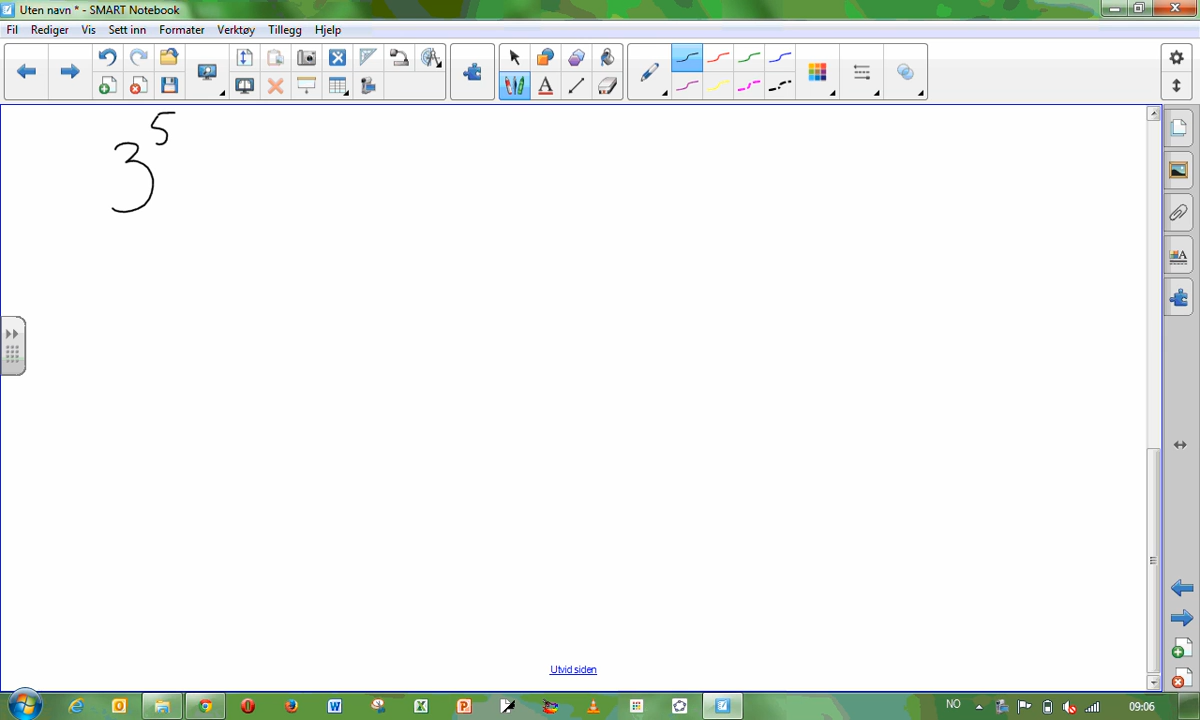 Uten navn * - SMART Notebook
Fil Rediger Vis Sett inn Formater Verktøy Tillegg Hjelp
3⁵
Utvid siden
NO 09:06